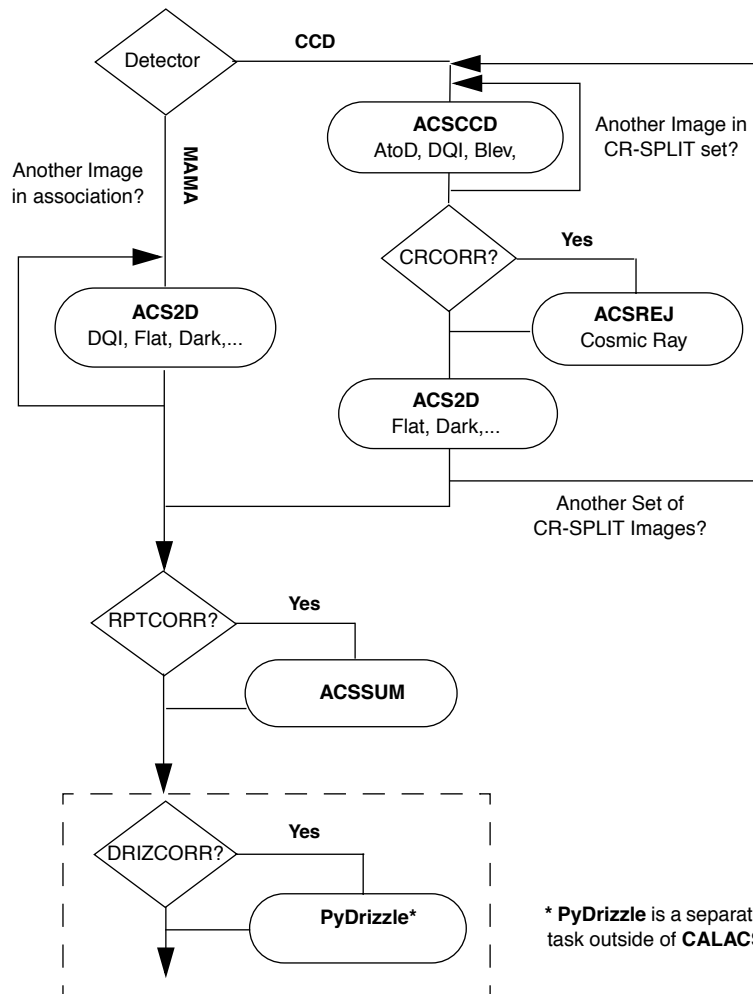 CCD
Detector
ACSCCD
AtoD, DQI, Blev,
Another Image in
CR-SPLIT set?
MAMA
Another Image
in association?
CRCORR?
Yes
ACS2D
DQI, Flat, Dark,...
ACSREJ
Cosmic Ray
ACS2D
Flat, Dark,...
Another Set of
CR-SPLIT Images?
RPTCORR?
Yes
ACSSUM
DRIZCORR?
Yes
PyDrizzle*
* PyDrizzle is a separat
task outside of CALACS